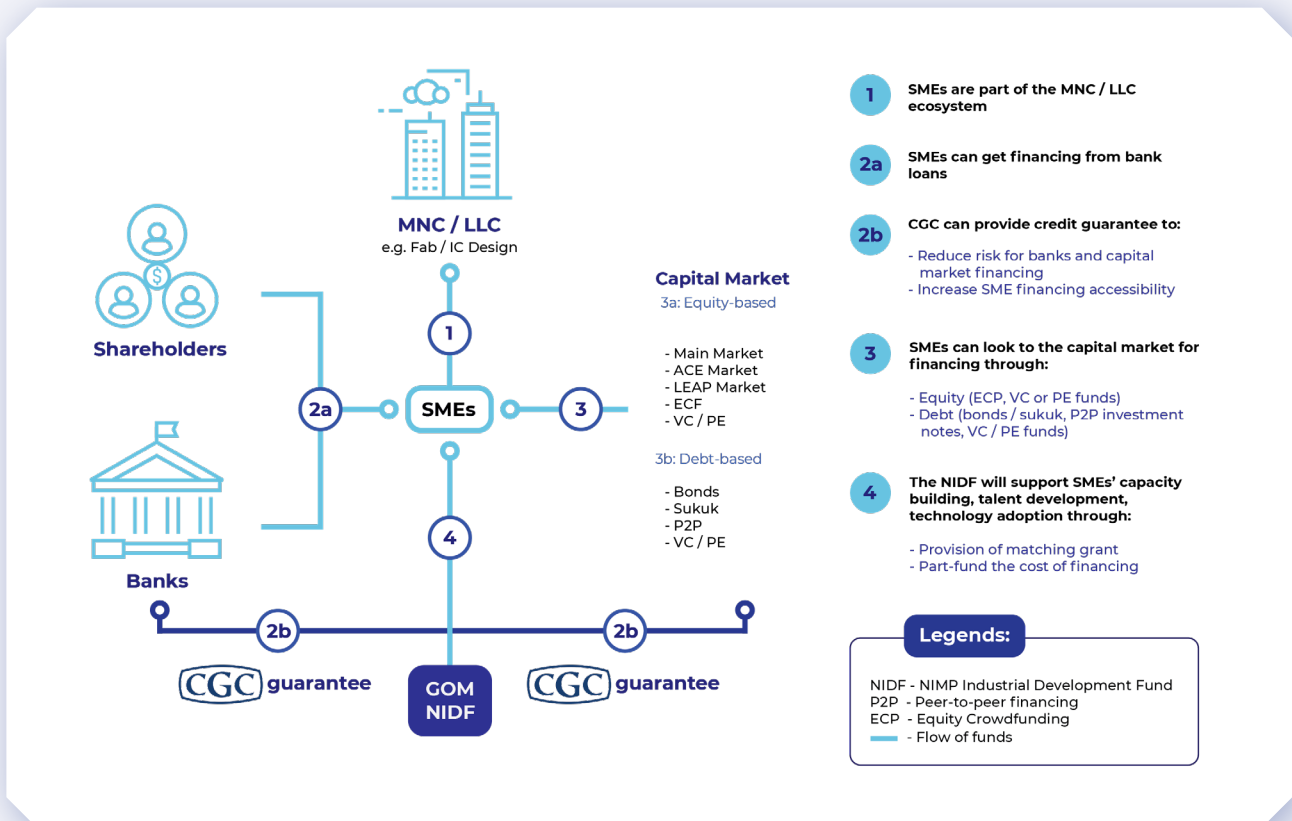 MNC / LLC
e.g. Fab / IC Design
Shareholders
$
Banks
1
2a
SMEs
3
4
Capital Market
3a: Equity-based
- Main Market
- ACE Market
- LEAP Market
- ECF
- VC / PE
3b: Debt-based
- Bonds
- Sukuk
- P2P
- VC / PE
2b
2b
CGC guarantee
GOM
NIDF
CGC guarantee
1
SMEs are part of the MNC / LLC
ecosystem
2a
SMEs can get financing from bank
loans
2b
CGC can provide credit guarantee to:
- Reduce risk for banks and capital
market financing
- Increase SME financing accessibility
3
SMEs can look to the capital market for
financing through:
- Equity (ECP, VC or PE funds)
- Debt (bonds / sukuk, P2P investment
notes, VC / PE funds)
4
The NIDF will support SMEs’ capacity
building, talent development,
technology adoption through:
- Provision of matching grant
- Part-fund the cost of financing
Legends:
NIDF - NIMP Industrial Development Fund
P2P - Peer-to-peer financing
ECP - Equity Crowdfunding
- Flow of funds